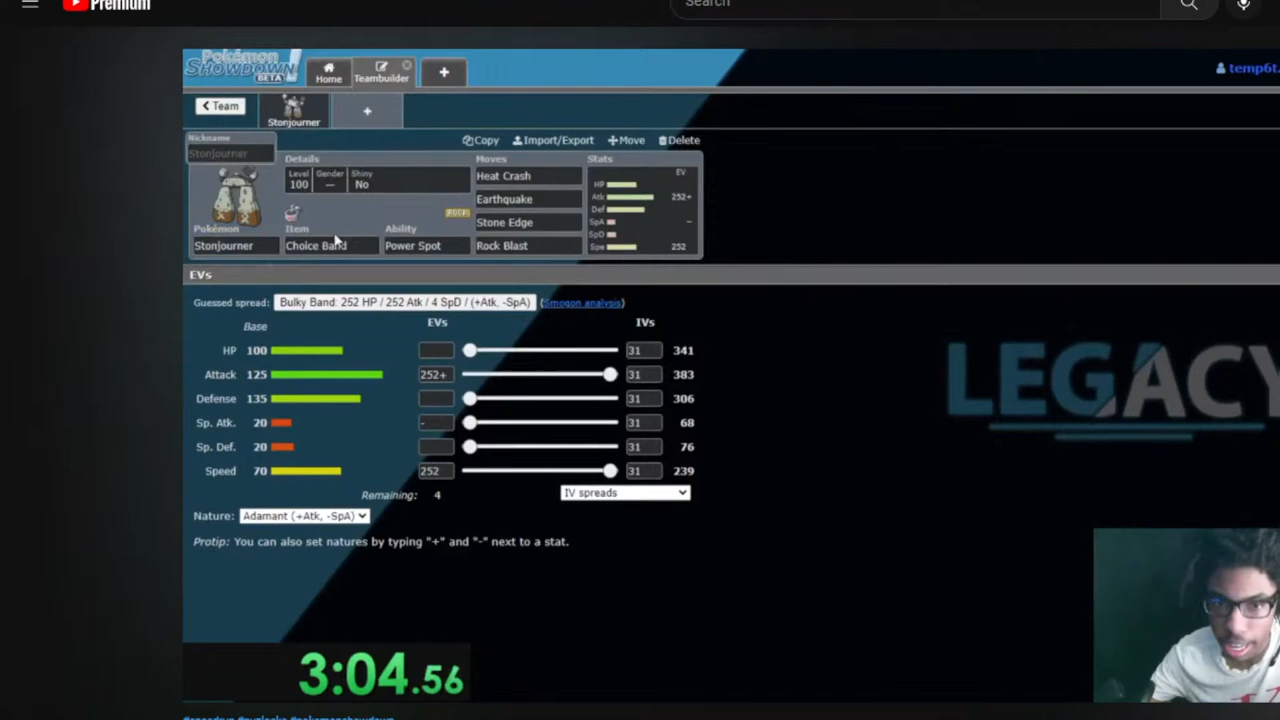 Premium
Search
Pokémon
SHOWDOWN!
BETA
Home
Teambuilder
+
temp6t.
< Team
Stonjourner
+
Nickname
Stonjourner
Copy
Import/Export
Move
Delete
Details
Level
100
Gender
—
Shiny
No
Moves
Heat Crash
Earthquake
Stone Edge
Rock Blast
Stats
EV
HP
Atk 252+
Def
SpA –
SpD
Spe 252
ROCK
Pokémon
Stonjourner
Item
Choice Band
Ability
Power Spot
EVs
Guessed spread: Bulky Band: 252 HP / 252 Atk / 4 SpD / (+Atk, -SpA) (Smogon analysis)
Base EVs IVs
HP 100 31 341
Attack 125 252+ 31 383
Defense 135 31 306
Sp. Atk. 20 - 31 68
Sp. Def. 20 31 76
Speed 70 252 31 239
Remaining: 4 IV spreads
Nature: Adamant (+Atk, -SpA)
Protip: You can also set natures by typing "+" and "-" next to a stat.
LEGACY
3:04.56